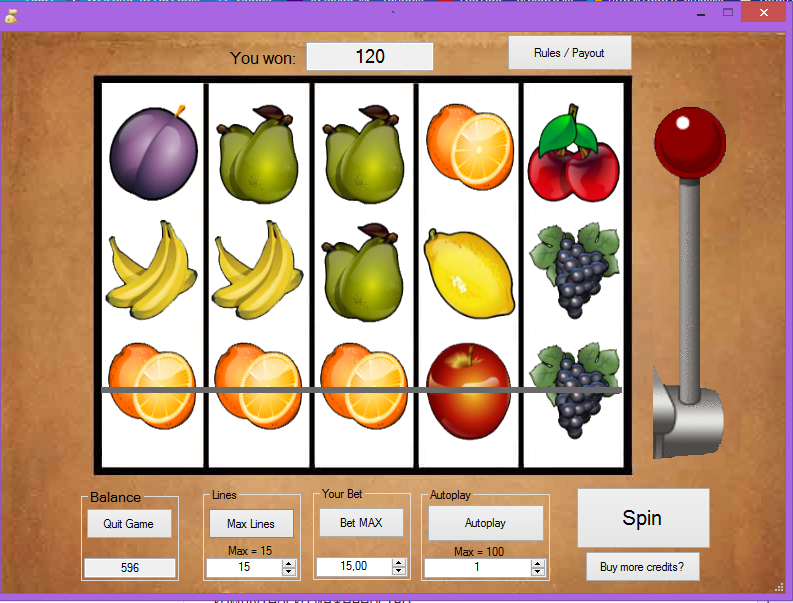 You won:
120
Rules / Payout
Balance
Quit Game
596
Lines
Max Lines
Max = 15
15
Your Bet
Bet MAX
15,00
Autoplay
Autoplay
Max = 100
1
Spin
Buy more credits?